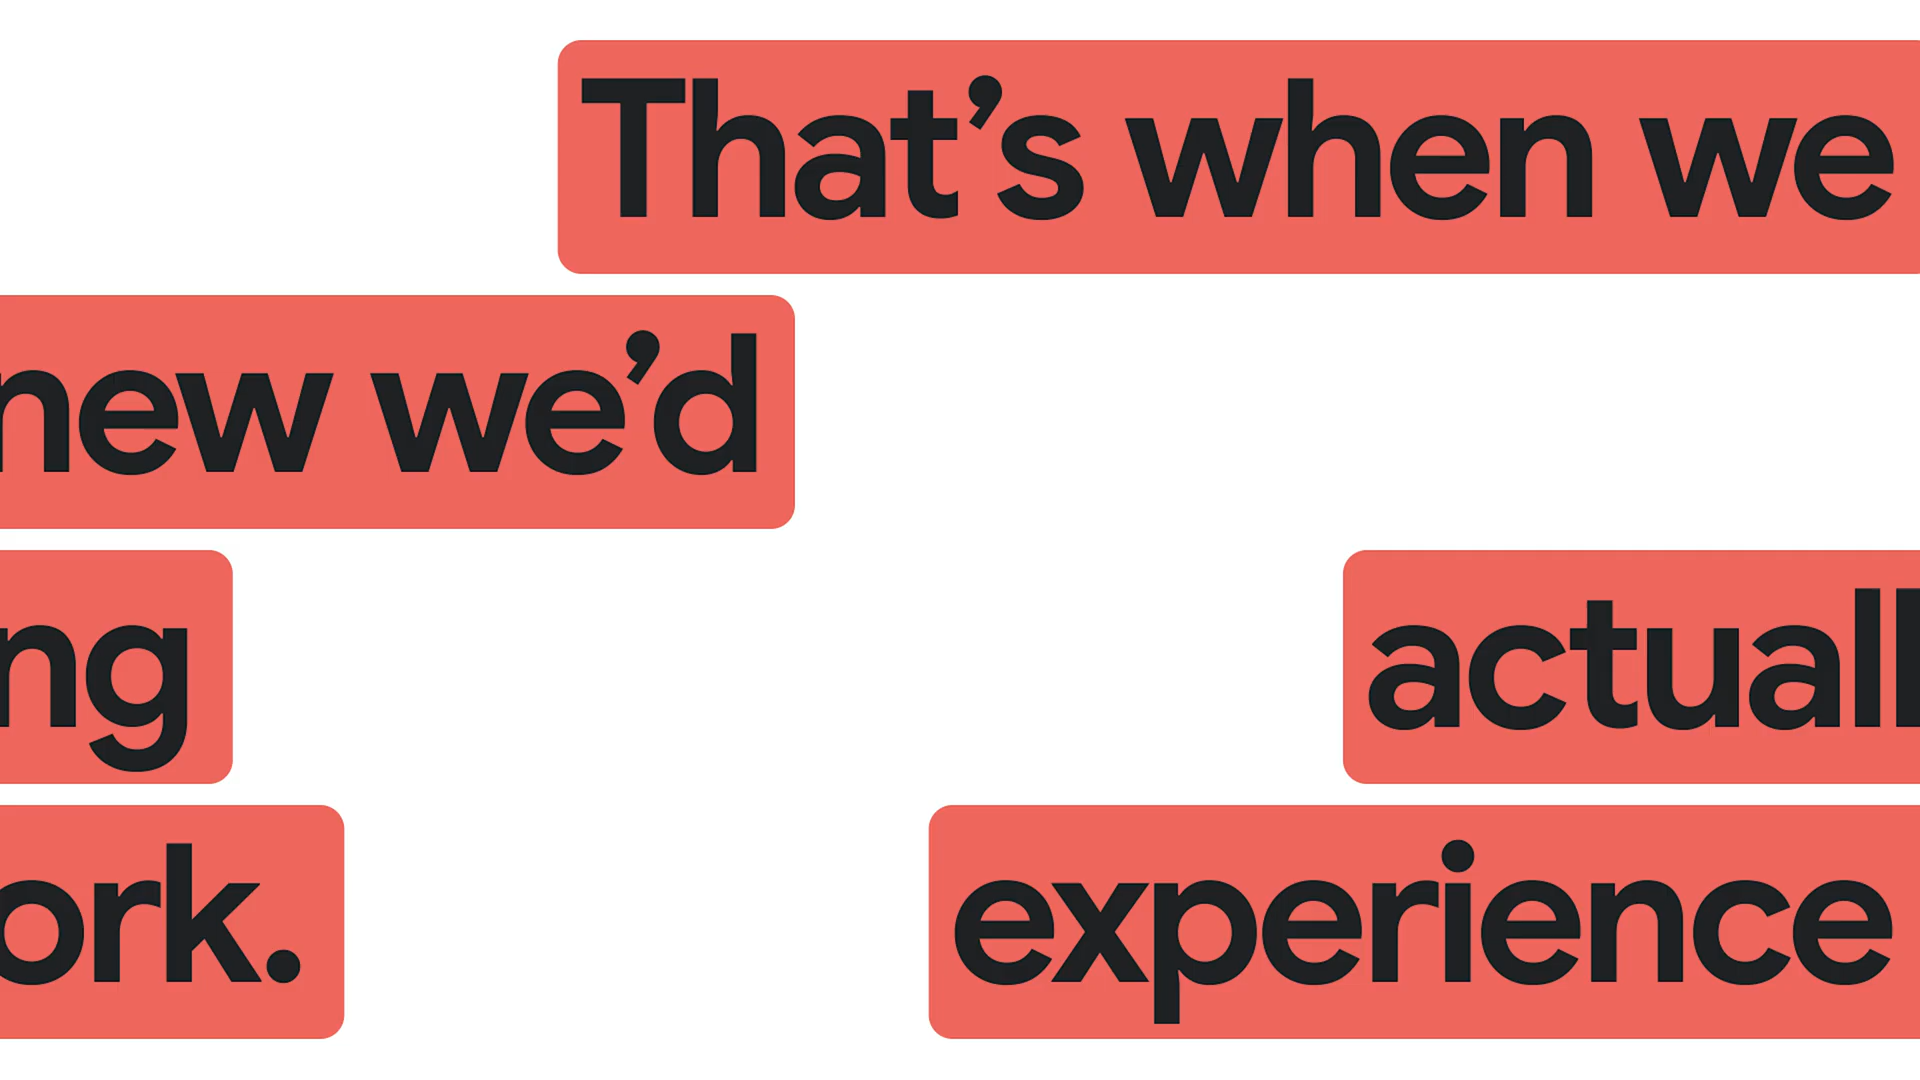 That’s when we
new we’d
ng actuall
ork. experience